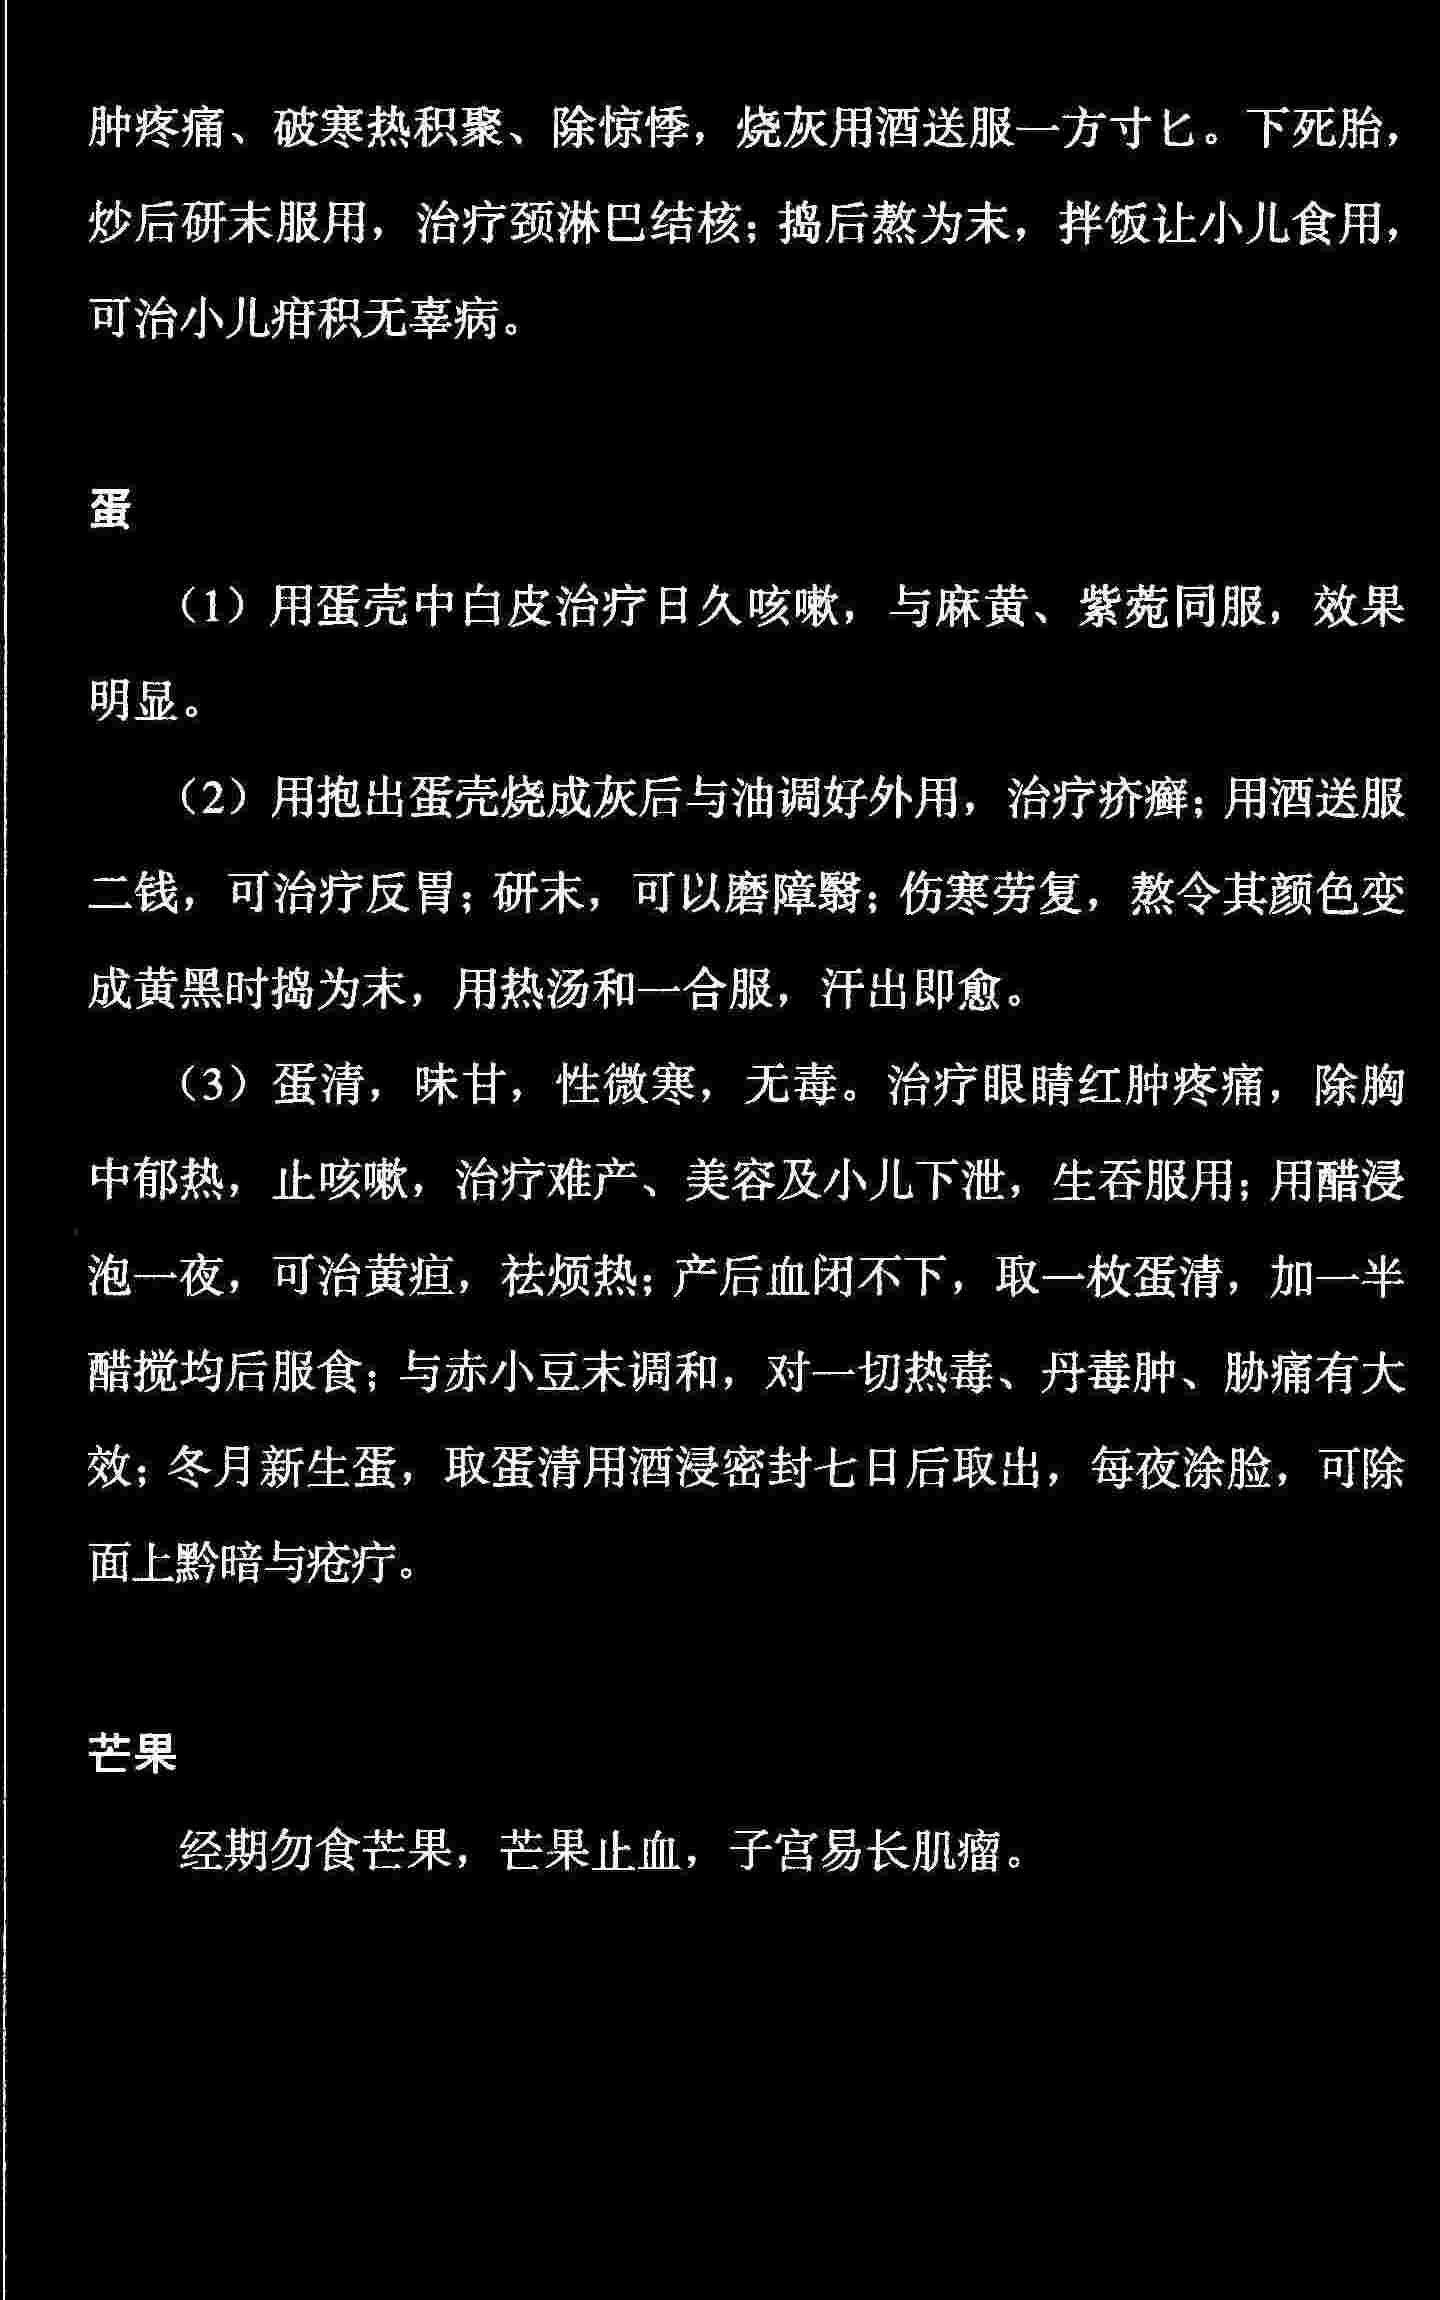 肿疼痛、破寒热积聚、除惊悸，烧灰用酒送服一方寸匕。下死胎，
炒后研末服用，治疗颈淋巴结核；捣后熬为末，拌饭让小儿食用，
可治小儿疳积无辜病。
蛋
（1）用蛋壳中白皮治疗日久咳嗽，与麻黄、紫菀同服，效果
明显。
（2）用抱出蛋壳烧成灰后与油调好外用，治疗疥癣；用酒送服
二钱，可治疗反胃；研末，可以磨障翳；伤寒劳复，熬令其颜色变
成黄黑时捣为末，用热汤和一合服，汗出即愈。
（3）蛋清，味甘，性微寒，无毒。治疗眼睛红肿疼痛，除胸
中郁热，止咳嗽，治疗难产、美容及小儿下泄，生吞服用；用醋浸
泡一夜，可治黄疸，祛烦热；产后血闭不下，取一枚蛋清，加一半
醋搅均后服食；与赤小豆末调和，对一切热毒、丹毒肿、胁痛有大
效；冬月新生蛋，取蛋清用酒浸密封七日后取出，每夜涂脸，可除
面上黔暗与疮疔。
芒果
经期勿食芒果，芒果止血，子宫易长肌瘤。